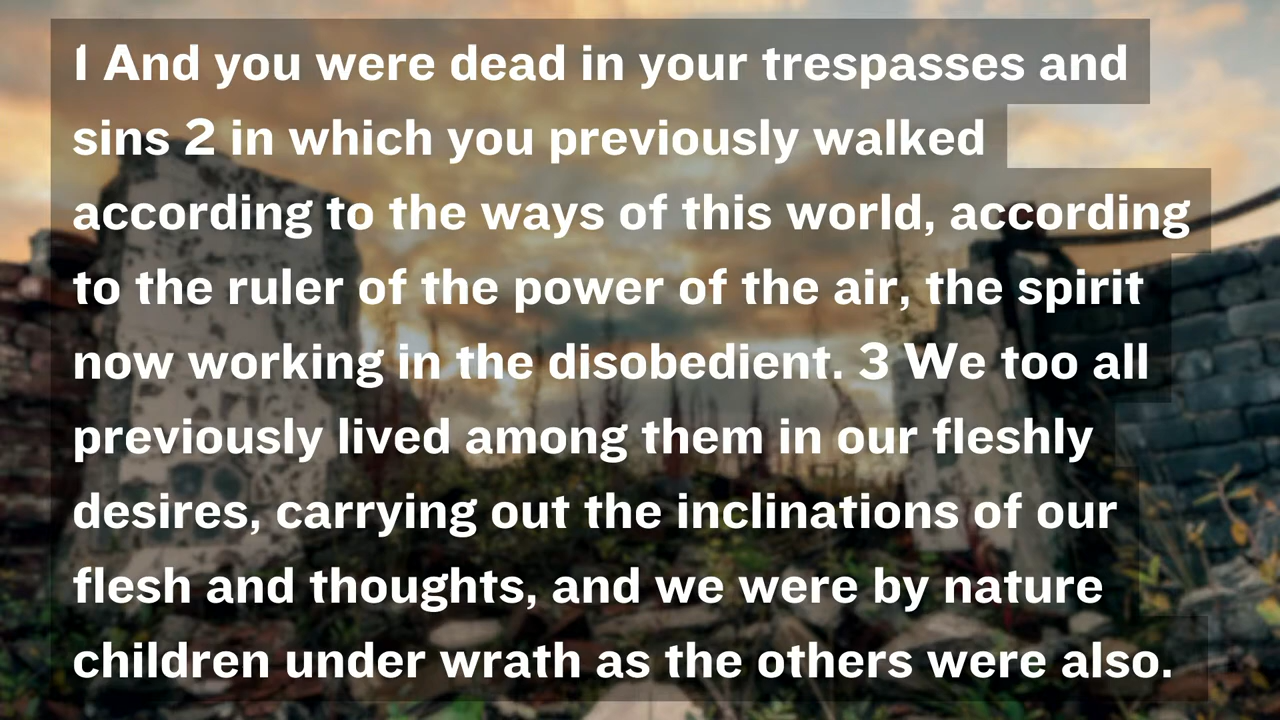 1 And you were dead in your trespasses and
sins 2 in which you previously walked
according to the ways of this world, according
to the ruler of the power of the air, the spirit
now working in the disobedient. 3 We too all
previously lived among them in our fleshly
desires, carrying out the inclinations of our
flesh and thoughts, and we were by nature
children under wrath as the others were also.